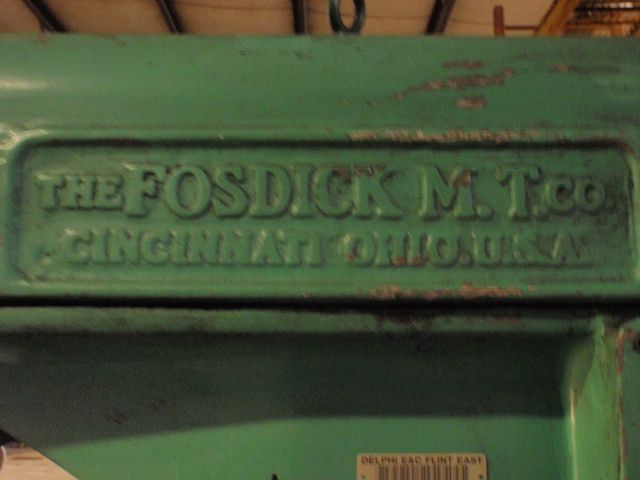 THE FOSDICK M. T. CO.
CINCINNATI OHIO, U.S.A.
DELPHI E&C FLINT EAST